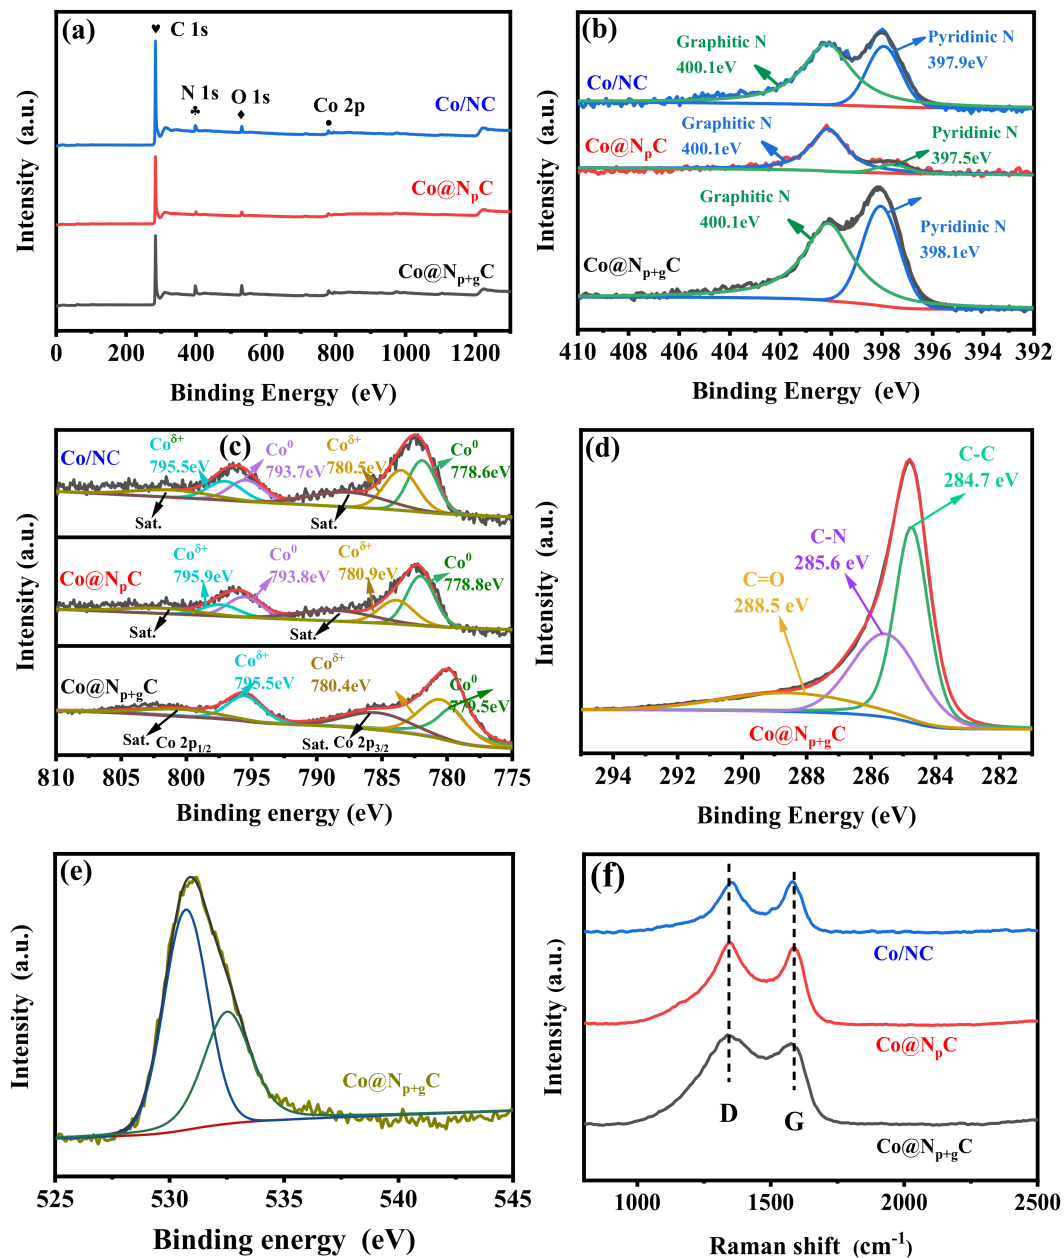 (a)
♥ C 1s
N 1s
♣
O 1s
♦
Co 2p
●
Co/NC
Co@NpC
Co@Np+gC
Intensity (a.u.)
0 200 400 600 800 1000 1200
Binding Energy (eV)
(b)
Graphitic N
400.1eV
Pyridinic N
397.9eV
Co/NC
Graphitic N
400.1eV
Pyridinic N
397.5eV
Co@NpC
Graphitic N
400.1eV
Pyridinic N
398.1eV
Co@Np+gC
Intensity (a.u.)
410 408 406 404 402 400 398 396 394 392
Binding Energy (eV)
(c)
Co/NC
Coδ+
795.5eV
Co0
793.7eV
Coδ+
780.5eV
Co0
778.6eV
Sat.
Sat.
Co@NpC
Coδ+
795.9eV
Co0
793.8eV
Coδ+
780.9eV
Co0
778.8eV
Sat.
Sat.
Co@Np+gC
Coδ+
795.5eV
Coδ+
780.4eV
Co0
779.5eV
Sat. Co 2p1/2
Sat. Co 2p3/2
Intensity (a.u.)
810 805 800 795 790 785 780 775
Binding energy (eV)
(d)
C-C
284.7 eV
C-N
285.6 eV
C=O
288.5 eV
Co@Np+gC
Intensity (a.u.)
294 292 290 288 286 284 282
Binding Energy (eV)
(e)
Co@Np+gC
Intensity (a.u.)
525 530 535 540 545
Binding energy (eV)
(f)
Co/NC
Co@NpC
D
G
Co@Np+gC
Intensity (a.u.)
1000 1500 2000 2500
Raman shift (cm-1)